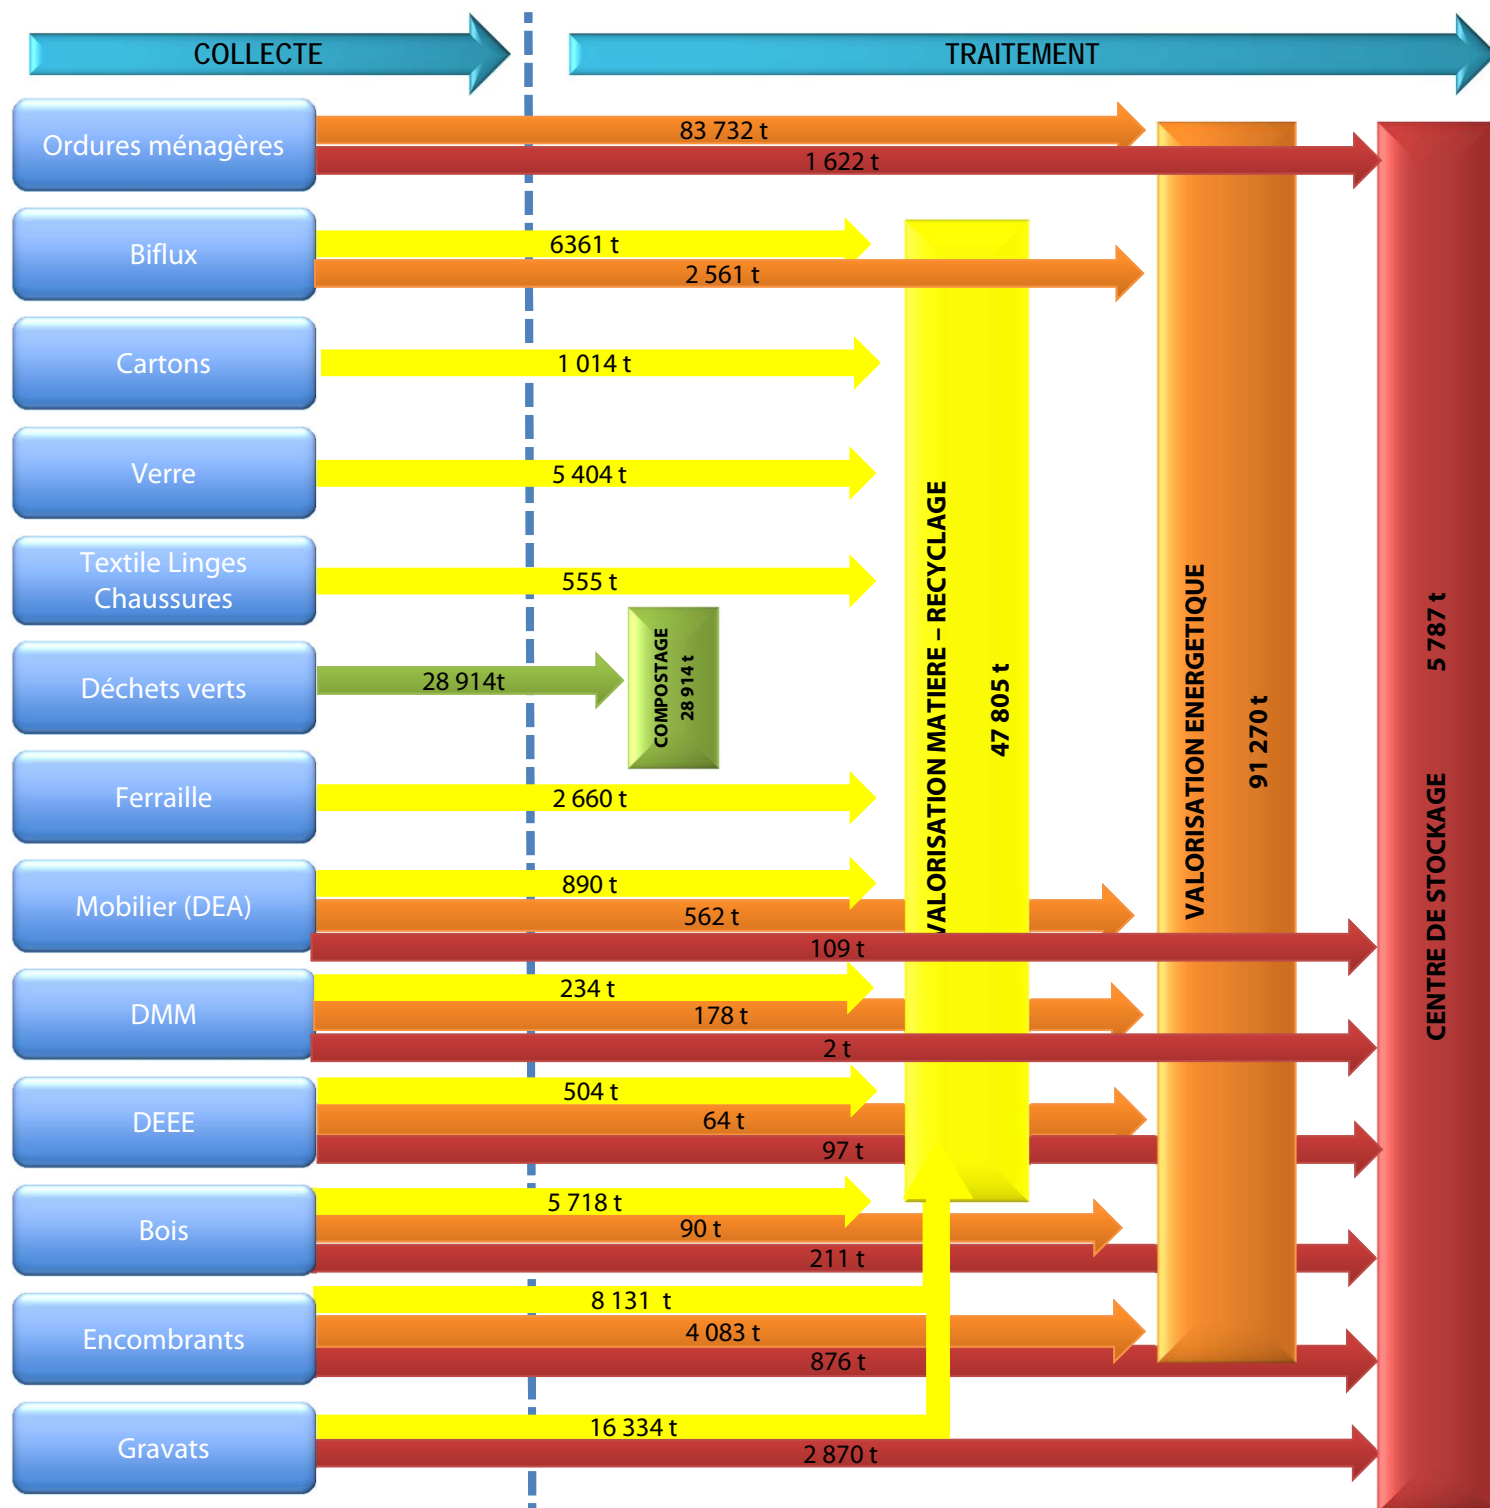 COLLECTE
TRAITEMENT
Ordures ménagères
83 732 t
1 622 t
Biflux
6361 t
2 561 t
Cartons
1 014 t
Verre
5 404 t
Textile Linges
Chaussures
555 t
Déchets verts
28 914t
COMPOSTAGE
28 914 t
Ferraille
2 660 t
Mobilier (DEA)
890 t
562 t
109 t
DMM
234 t
178 t
2 t
DEEE
504 t
64 t
97 t
Bois
5 718 t
90 t
211 t
Encombrants
8 131 t
4 083 t
876 t
Gravats
16 334 t
2 870 t
VALORISATION MATIERE – RECYCLAGE
47 805 t
VALORISATION ENERGETIQUE
91 270 t
CENTRE DE STOCKAGE 5 787 t